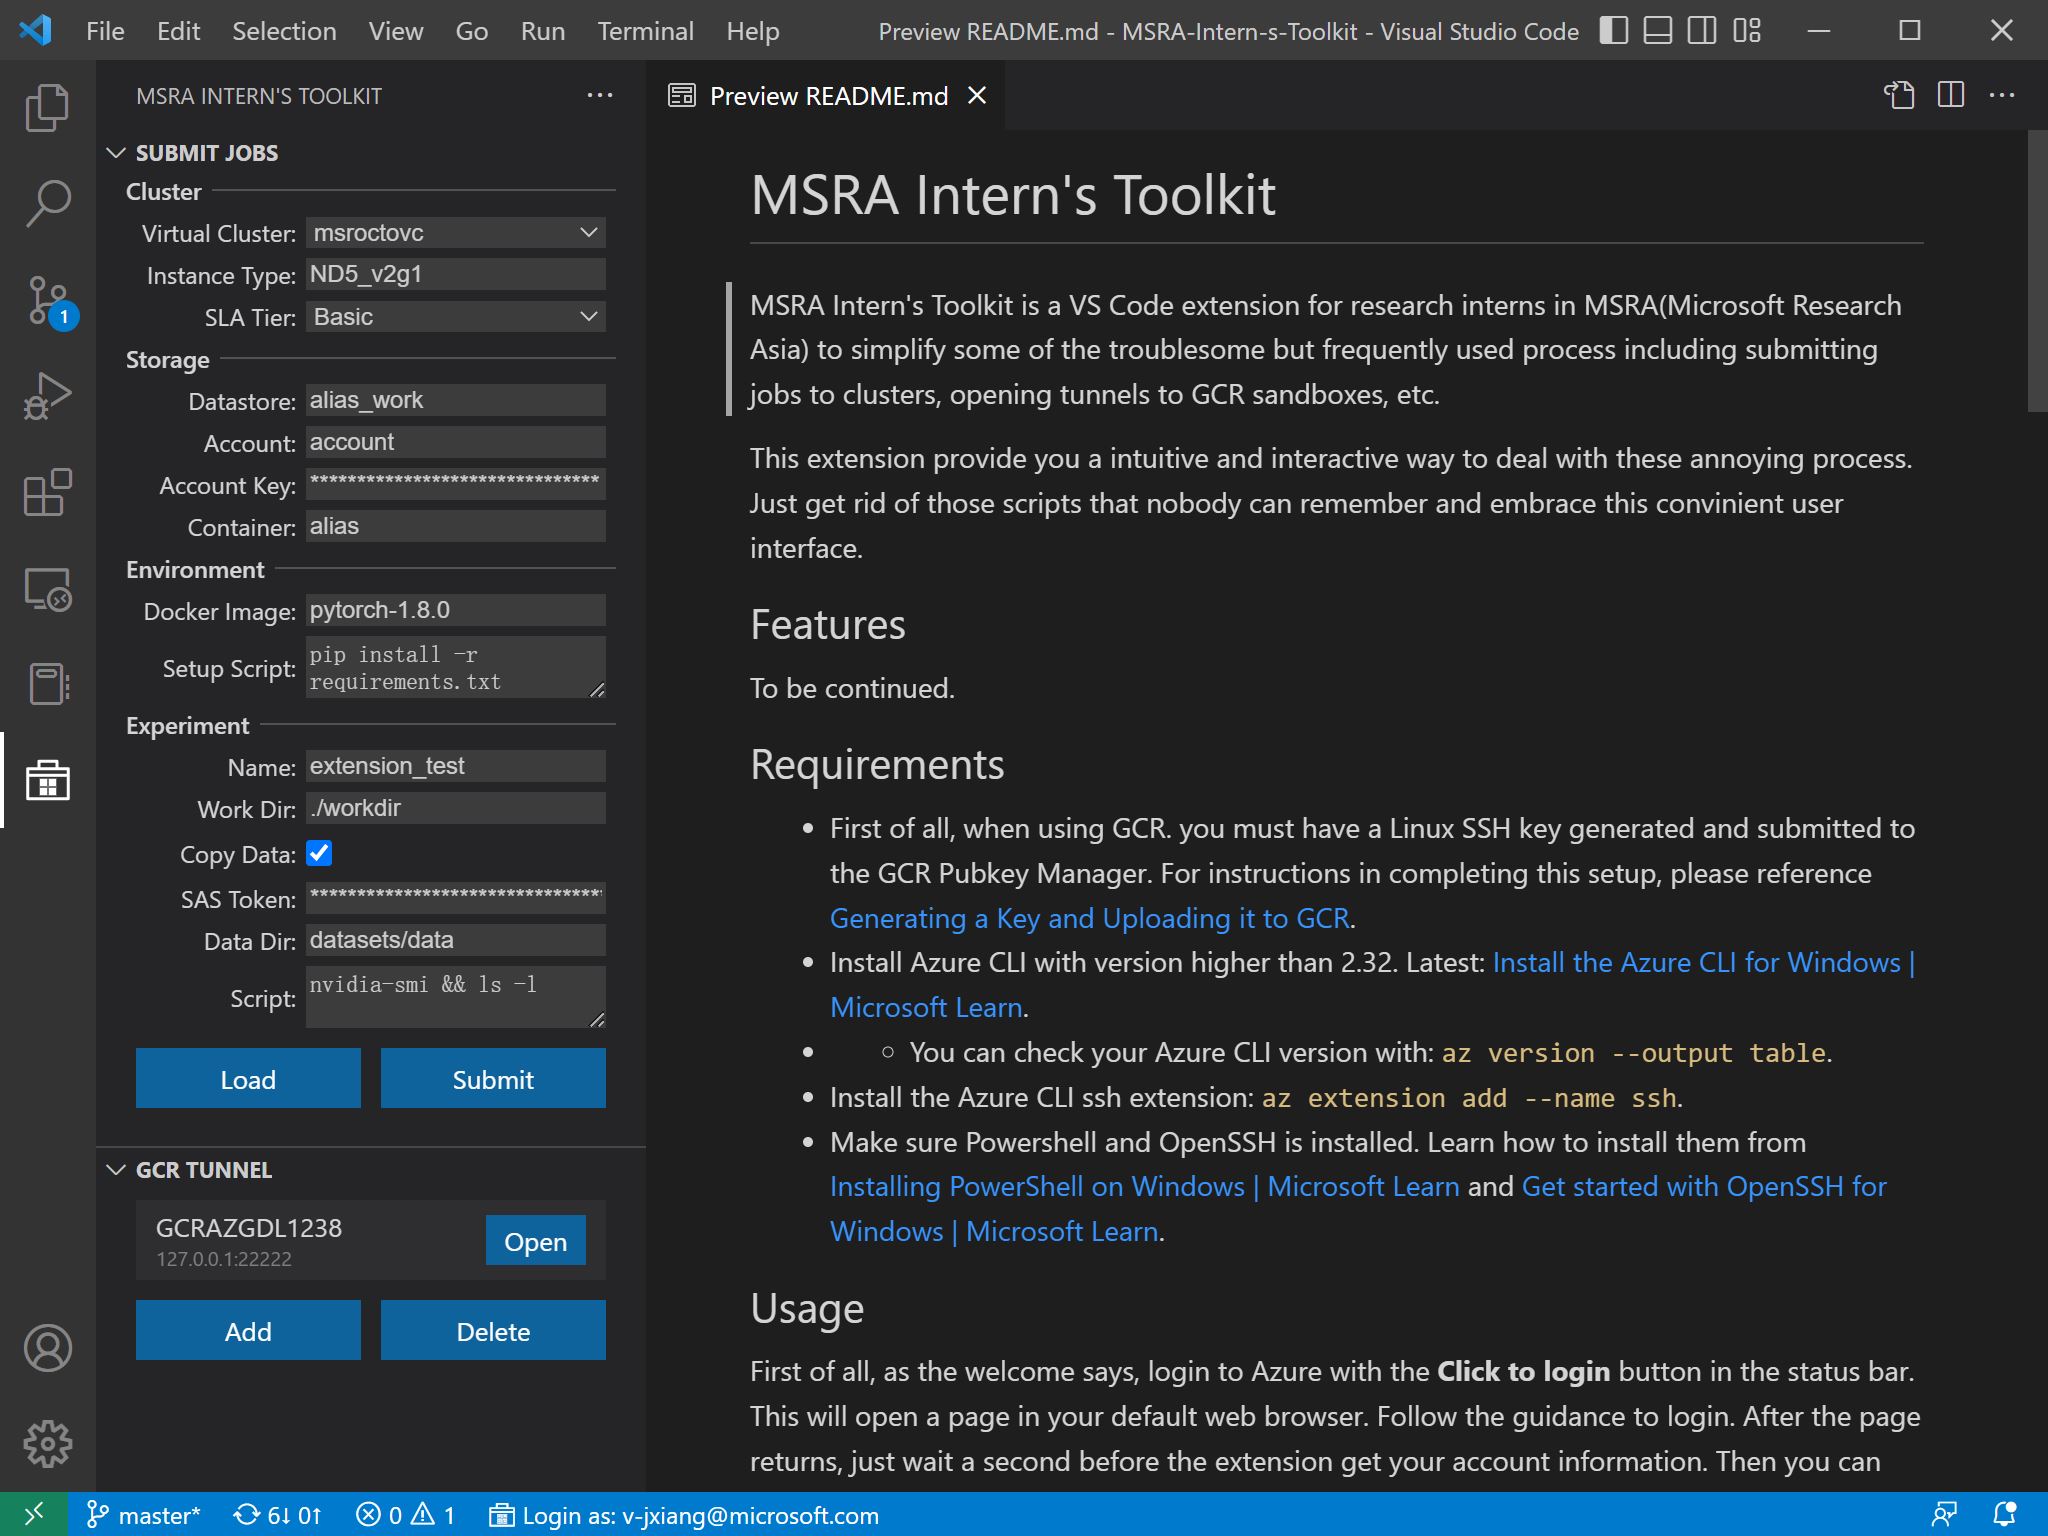 File Edit Selection View Go Run Terminal Help
Preview README.md - MSRA-Intern-s-Toolkit - Visual Studio Code
MSRA INTERN'S TOOLKIT
SUBMIT JOBS
Cluster
Virtual Cluster: msroctovc
Instance Type: ND5_v2g1
SLA Tier: Basic
Storage
Datastore: alias_work
Account: account
Account Key: *******************************
Container: alias
Environment
Docker Image: pytorch-1.8.0
Setup Script: pip install -r
requirements.txt
Experiment
Name: extension_test
Work Dir: ./workdir
Copy Data:
SAS Token: *******************************
Data Dir: datasets/data
Script: nvidia-smi && ls -l
Load Submit
GCR TUNNEL
GCRAZGDL1238
127.0.0.1:22222
Open
Add Delete
1
Preview README.md
MSRA Intern's Toolkit
MSRA Intern's Toolkit is a VS Code extension for research interns in MSRA(Microsoft Research
Asia) to simplify some of the troublesome but frequently used process including submitting
jobs to clusters, opening tunnels to GCR sandboxes, etc.
This extension provide you a intuitive and interactive way to deal with these annoying process.
Just get rid of those scripts that nobody can remember and embrace this convinient user
interface.
Features
To be continued.
Requirements
• First of all, when using GCR. you must have a Linux SSH key generated and submitted to
the GCR Pubkey Manager. For instructions in completing this setup, please reference
Generating a Key and Uploading it to GCR.
• Install Azure CLI with version higher than 2.32. Latest: Install the Azure CLI for Windows |
Microsoft Learn.
• ◦ You can check your Azure CLI version with: az version --output table.
• Install the Azure CLI ssh extension: az extension add --name ssh.
• Make sure Powershell and OpenSSH is installed. Learn how to install them from
Installing PowerShell on Windows | Microsoft Learn and Get started with OpenSSH for
Windows | Microsoft Learn.
Usage
First of all, as the welcome says, login to Azure with the Click to login button in the status bar.
This will open a page in your default web browser. Follow the guidance to login. After the page
returns, just wait a second before the extension get your account information. Then you can
master* 6↓ 0↑ 0 1 Login as: v-jxiang@microsoft.com